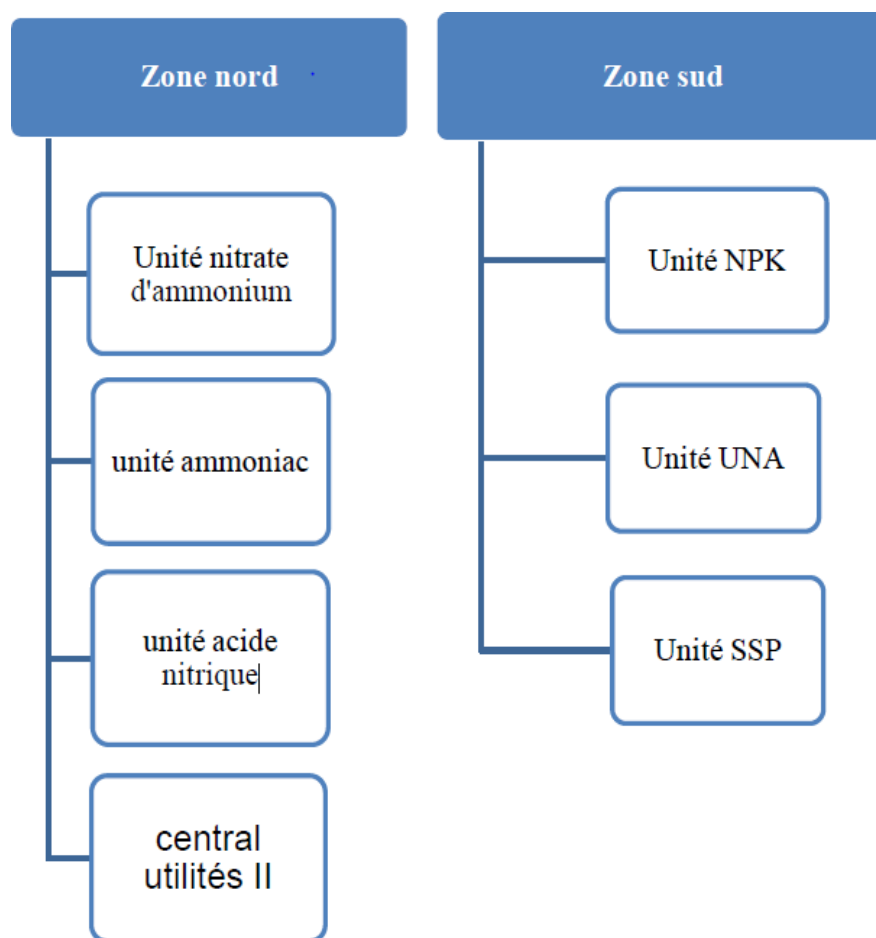 Zone nord
Unité nitrate
d'ammonium
unité ammoniac
unité acide
nitrique
central
utilités II
Zone sud
Unité NPK
Unité UNA
Unité SSP